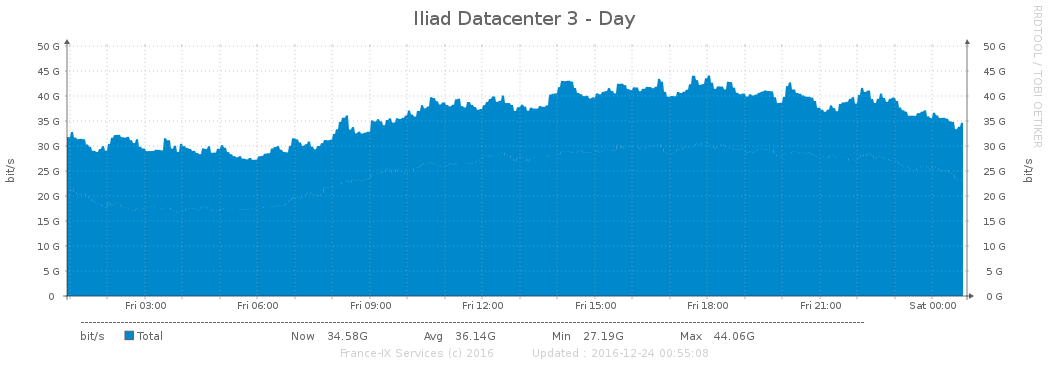 Iliad Datacenter 3 - Day
RRDTOOL / TOBI OETIKER
bit/s
50 G 50 G
45 G 45 G
40 G 40 G
35 G 35 G
30 G 30 G
25 G 25 G
20 G 20 G
15 G 15 G
10 G 10 G
5 G 5 G
0 0 G
bit/s
Fri 03:00 Fri 06:00 Fri 09:00 Fri 12:00 Fri 15:00 Fri 18:00 Fri 21:00 Sat 00:00
bit/s Total Now 34.58G Avg 36.14G Min 27.19G Max 44.06G
France-IX Services (c) 2016 Updated : 2016-12-24 00:55:08